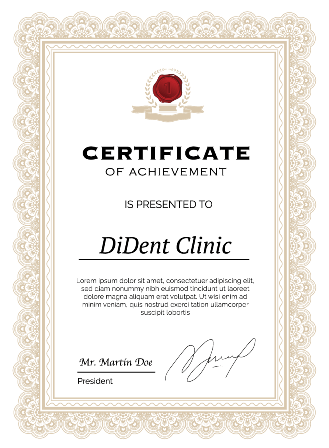 CERTIFICATE
OF ACHIEVEMENT
IS PRESENTED TO
DiDent Clinic
Lorem ipsum dolor sit amet, consectetuer adipiscing elit,
sed diam nonummy nibh euismod tincidunt ut laoreet
dolore magna aliquam erat volutpat. Ut wisi enim ad
minim veniam, quis nostrud exerci tation ullamcorper
suscipit lobortis
Mr. Martin Doe
President